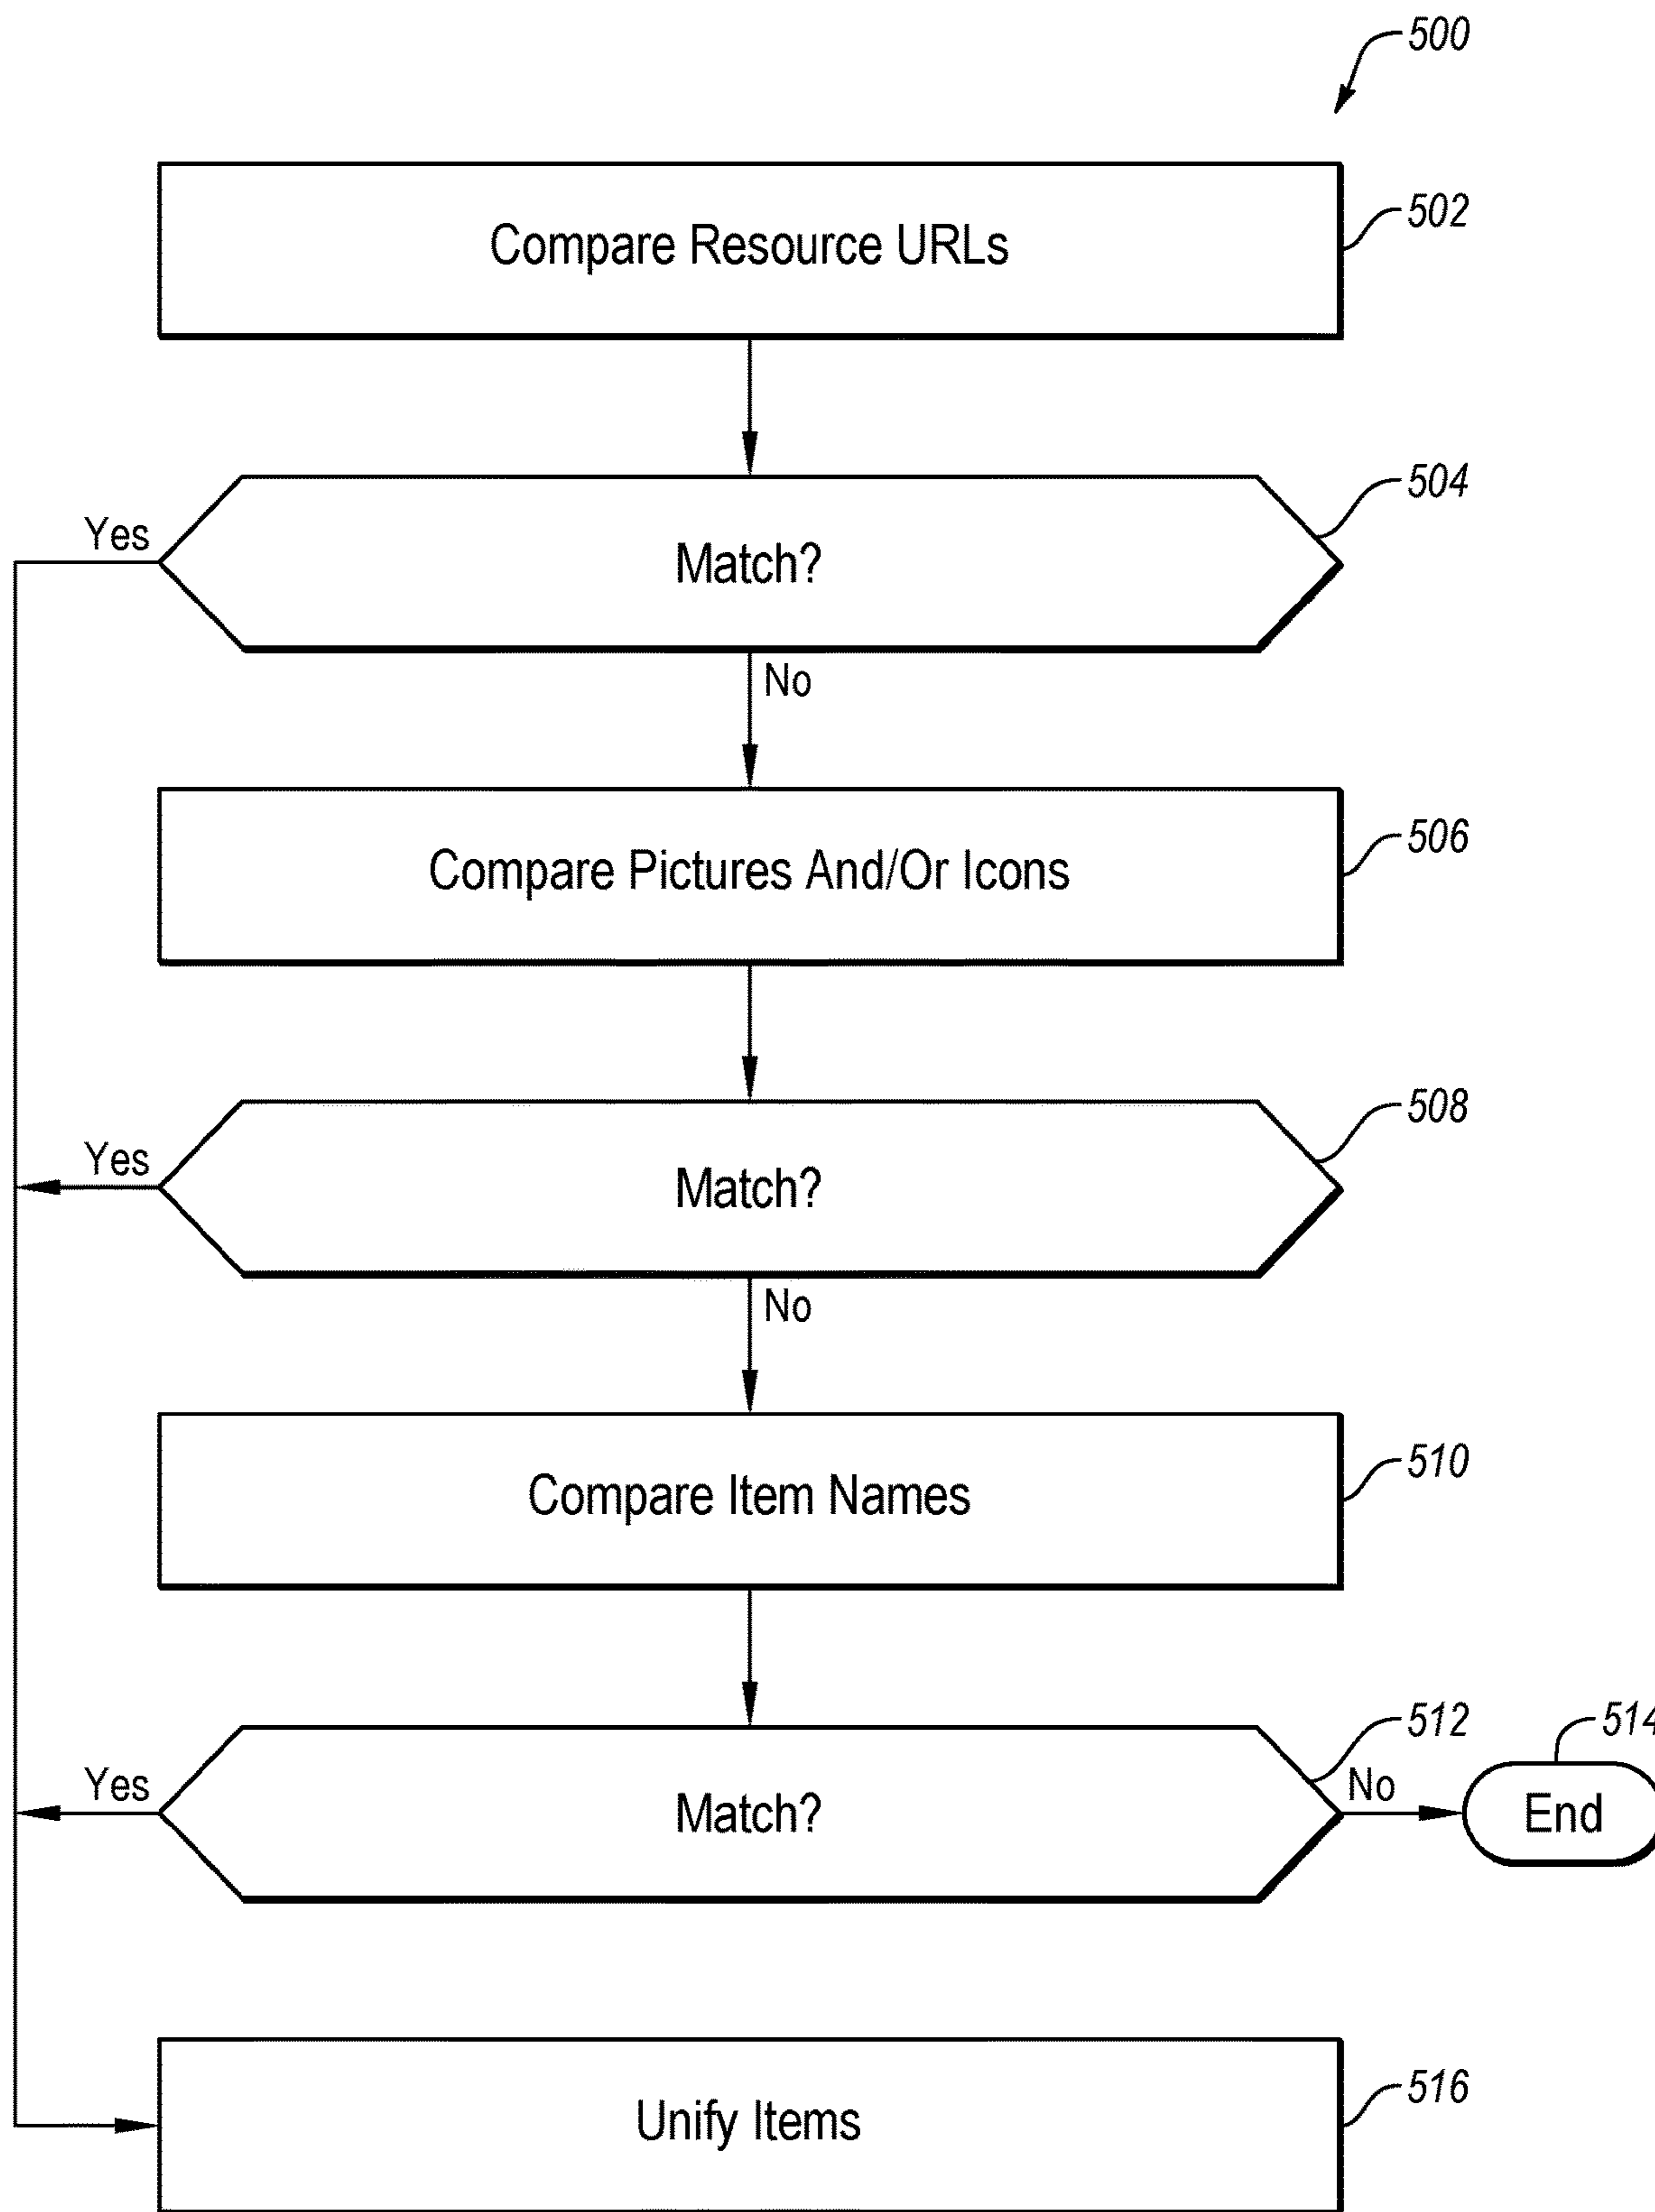 500
Compare Resource URLs
502
504
Yes
Match?
No
Compare Pictures And/Or Icons
506
508
Yes
Match?
No
Compare Item Names
510
512
514
Yes
Match?
No
End
Unify Items
516